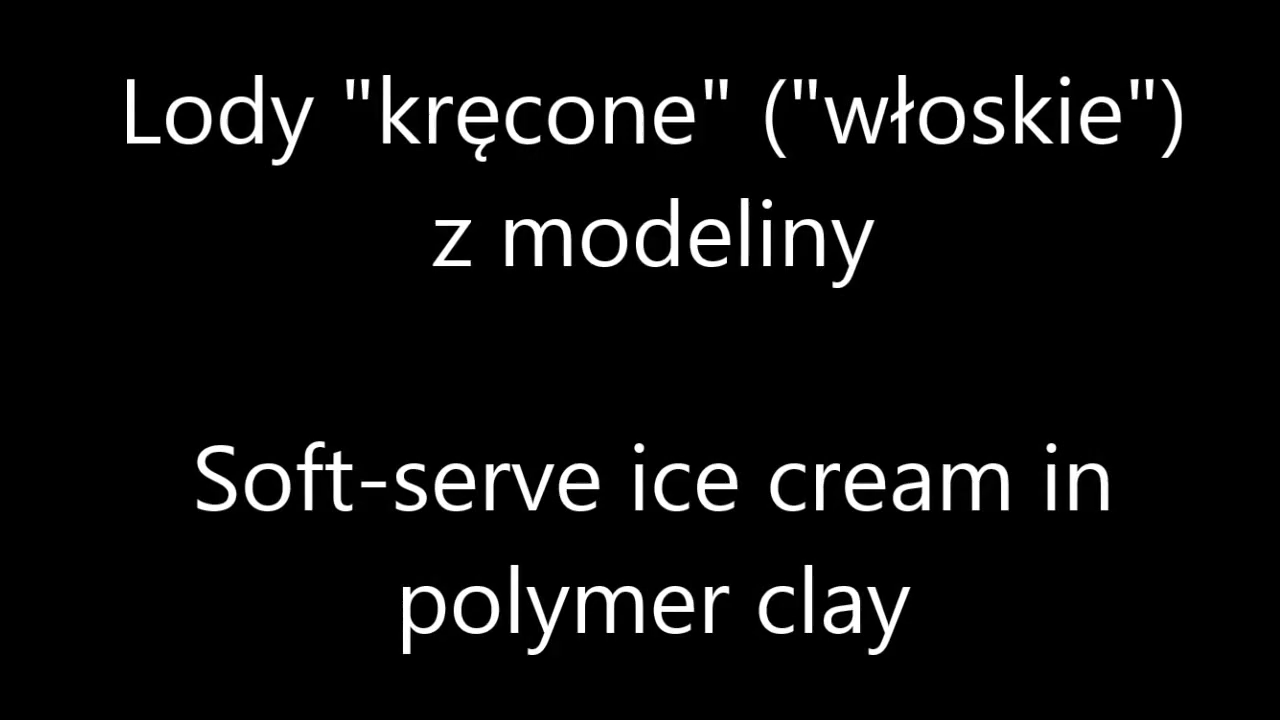 Lody "kręcone" ("włoskie")
z modeliny
Soft-serve ice cream in
polymer clay